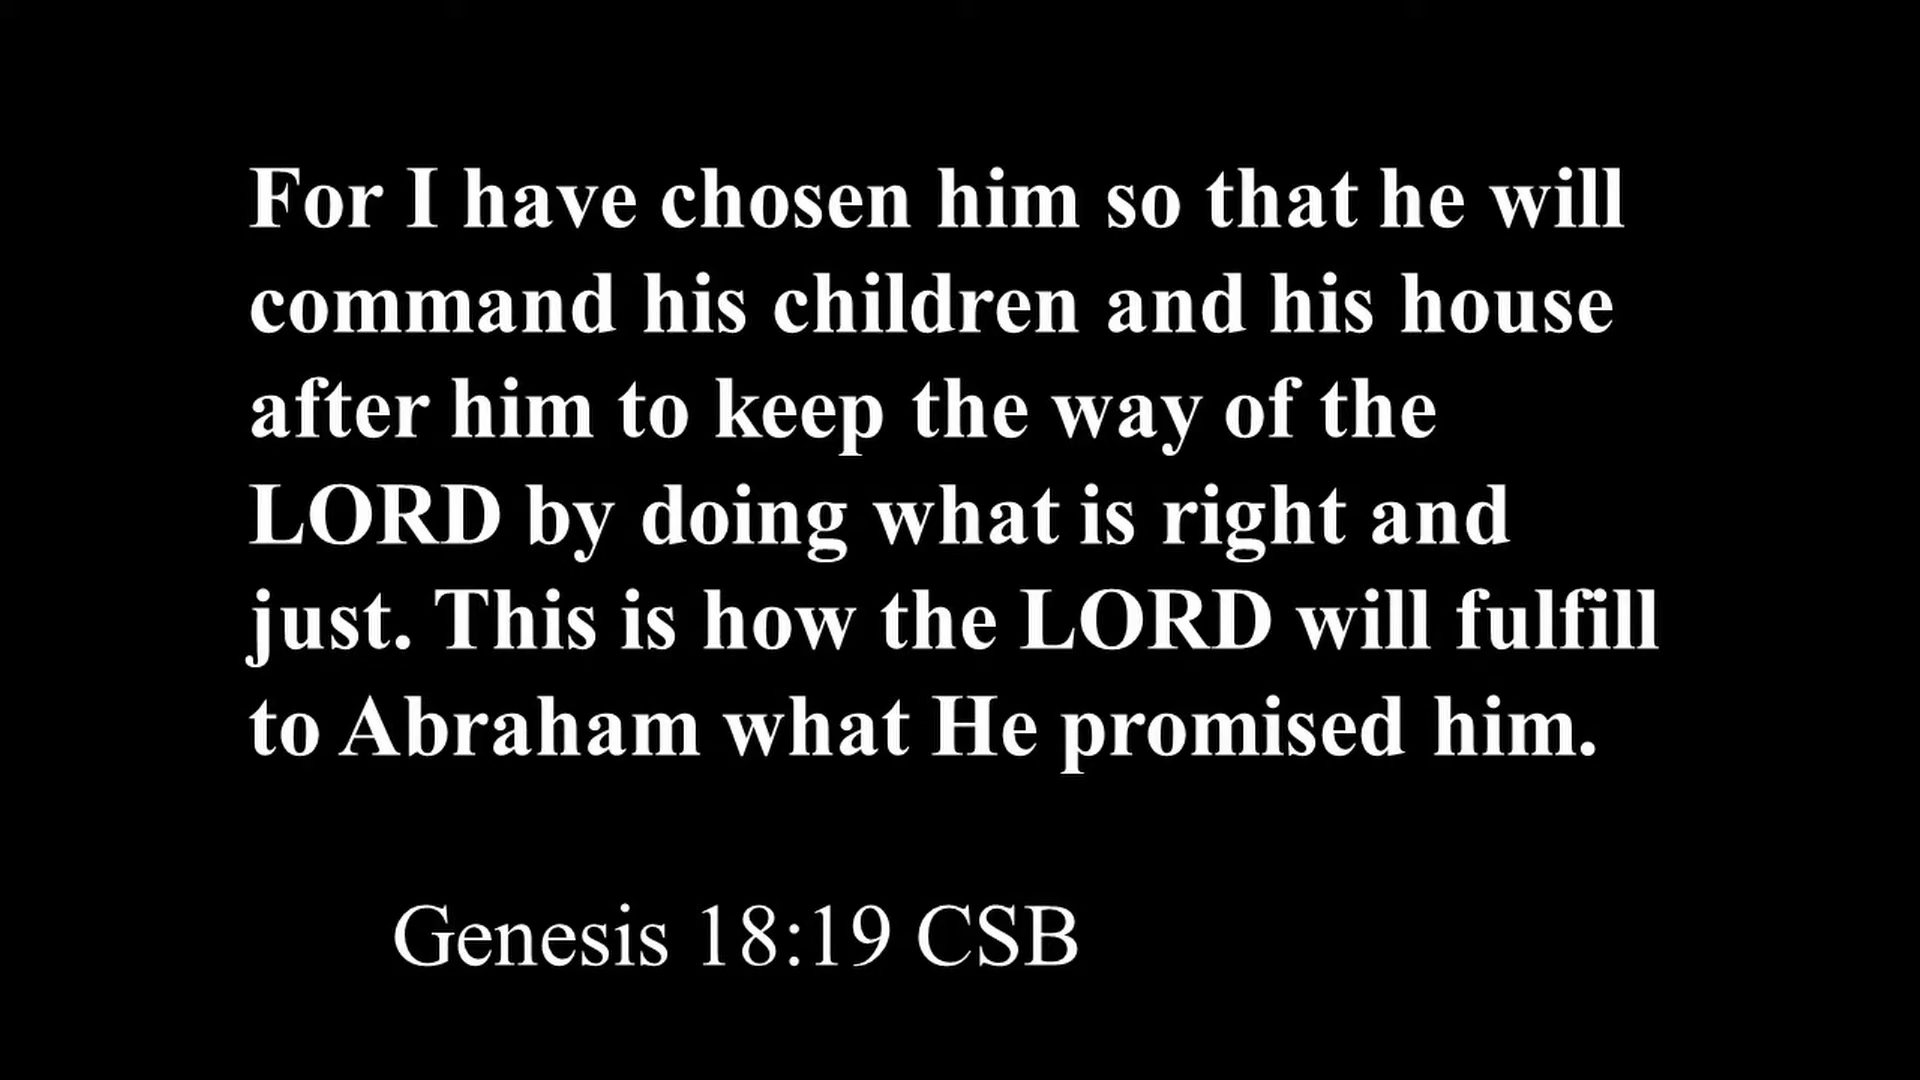 For I have chosen him so that he will
command his children and his house
after him to keep the way of the
LORD by doing what is right and
just. This is how the LORD will fulfill
to Abraham what He promised him.
Genesis 18:19 CSB